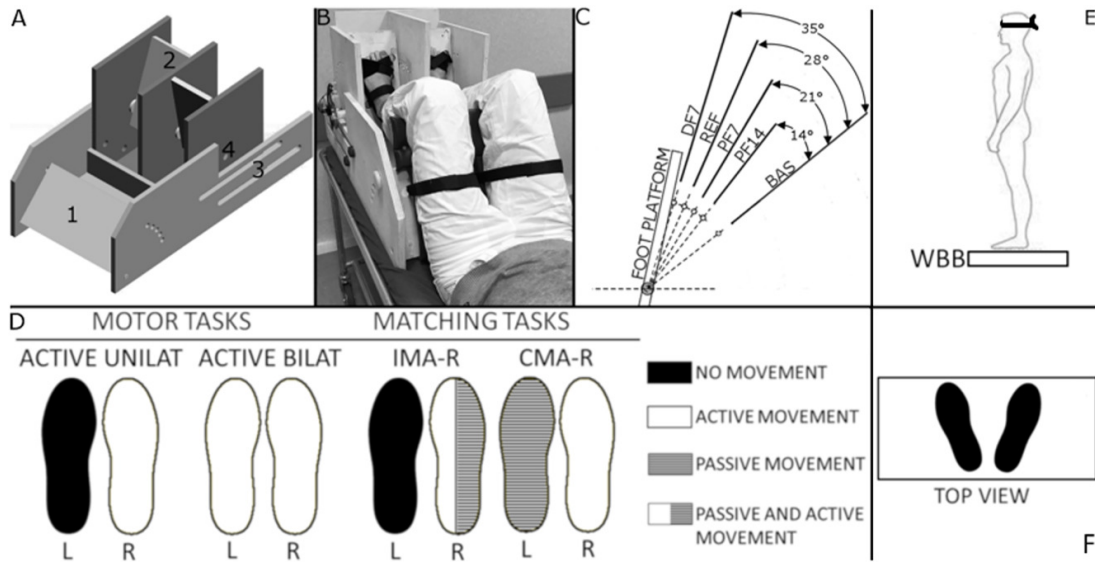 A
1
2
3
4
B
C
35°
28°
21°
14°
DF7
REF
PF7
PF14
BAS
FOOT PLATFORM
E
WBB
D
MOTOR TASKS
MATCHING TASKS
ACTIVE UNILAT
ACTIVE BILAT
IMA-R
CMA-R
L
R
L
R
L
R
L
R
NO MOVEMENT
ACTIVE MOVEMENT
PASSIVE MOVEMENT
PASSIVE AND ACTIVE
MOVEMENT
TOP VIEW
F